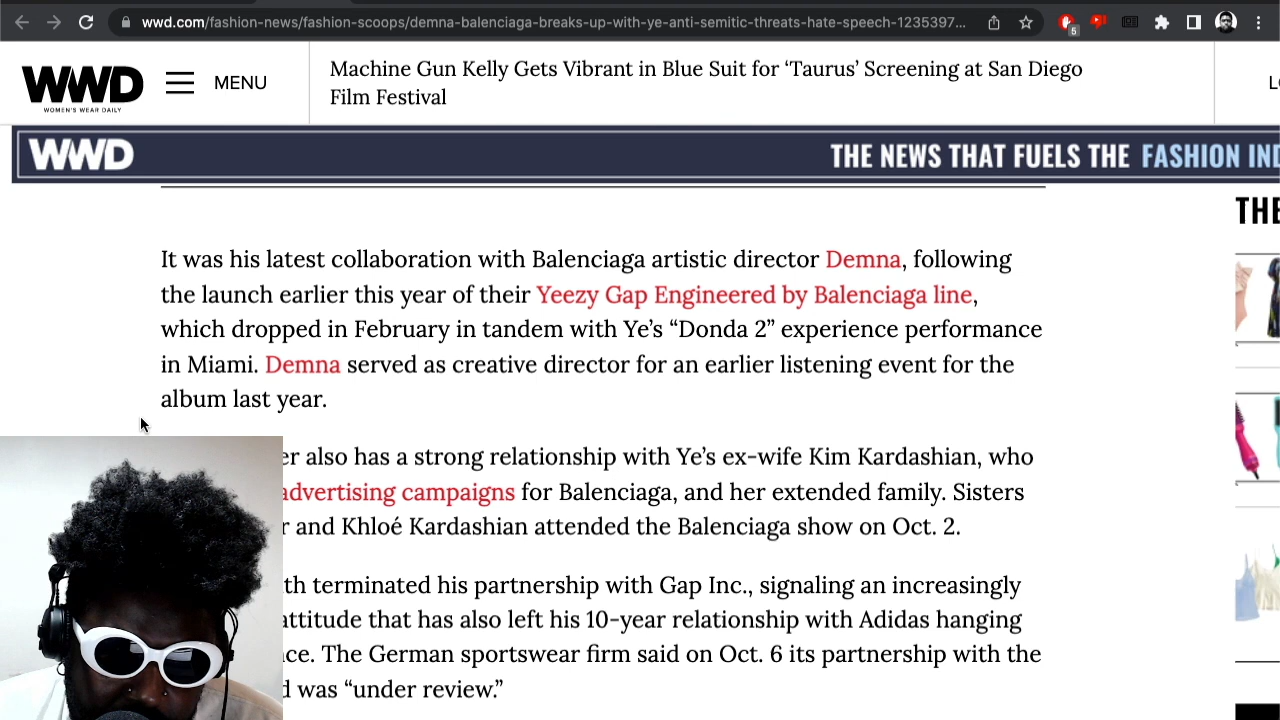 wwd.com/fashion-news/fashion-scoops/demna-balenciaga-breaks-up-with-ye-anti-semitic-threats-hate-speech-1235397...
5
WWD
WOMEN'S WEAR DAILY
MENU
Machine Gun Kelly Gets Vibrant in Blue Suit for ‘Taurus’ Screening at San Diego
Film Festival
WWD
THE NEWS THAT FUELS THE FASHION
THE
It was his latest collaboration with Balenciaga artistic director Demna, following
the launch earlier this year of their Yeezy Gap Engineered by Balenciaga line,
which dropped in February in tandem with Ye’s “Donda 2” experience performance
in Miami. Demna served as creative director for an earlier listening event for the
album last year.
also has a strong relationship with Ye’s ex-wife Kim Kardashian, who
advertising campaigns for Balenciaga, and her extended family. Sisters
and Khloé Kardashian attended the Balenciaga show on Oct. 2.
terminated his partnership with Gap Inc., signaling an increasingly
attitude that has also left his 10-year relationship with Adidas hanging
The German sportswear firm said on Oct. 6 its partnership with the
was “under review.”